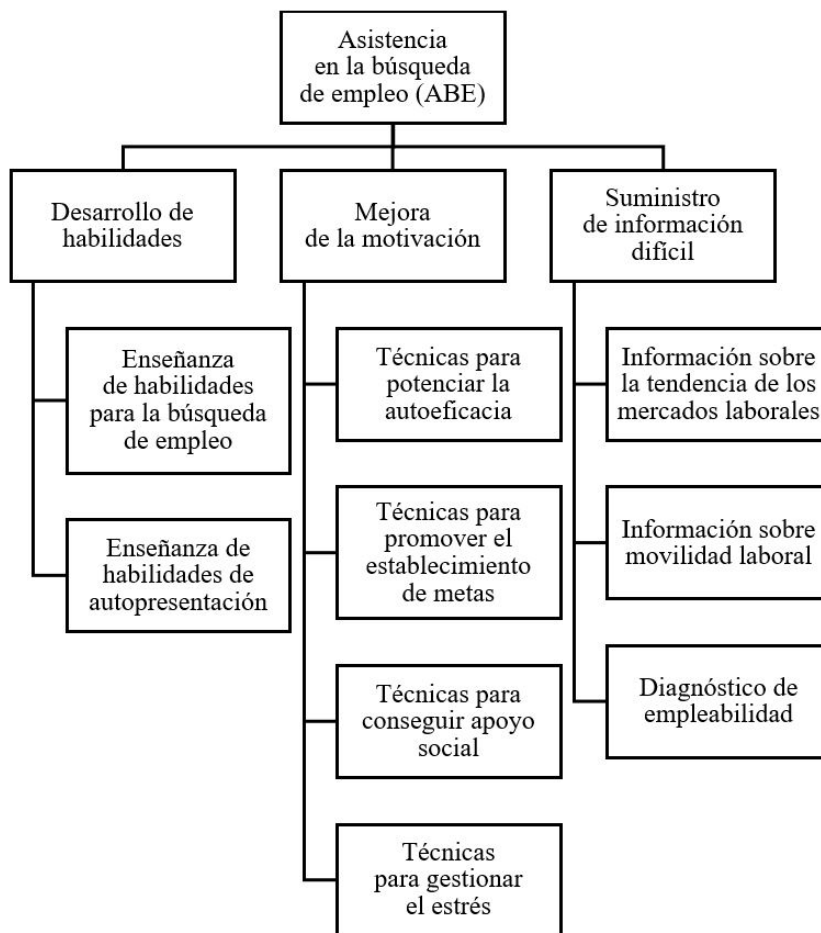 Asistencia
en la búsqueda
de empleo (ABE)
Desarrollo de
habilidades
Enseñanza
de habilidades
para la búsqueda
de empleo
Enseñanza de
habilidades de
autopresentación
Mejora
de la motivación
Técnicas para
potenciar la
autoeficacia
Técnicas para
promover el
establecimiento
de metas
Técnicas para
conseguir apoyo
social
Técnicas
para gestionar
el estrés
Suministro
de información
difícil
Información sobre
la tendencia de los
mercados laborales
Información sobre
movilidad laboral
Diagnóstico de
empleabilidad